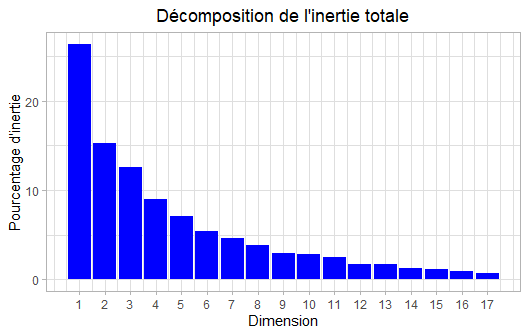 Décomposition de l'inertie totale
Pourcentage d'inertie
20
10
0
1 2 3 4 5 6 7 8 9 10 11 12 13 14 15 16 17
Dimension